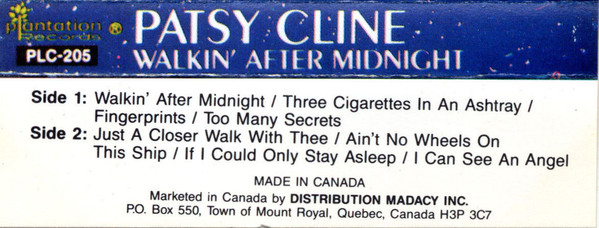 plantation
Records ®
PLC-205
PATSY CLINE
WALKIN' AFTER MIDNIGHT
Side 1: Walkin' After Midnight / Three Cigarettes In An Ashtray /
Fingerprints / Too Many Secrets
Side 2: Just A Closer Walk With Thee / Ain't No Wheels On
This Ship / If I Could Only Stay Asleep / I Can See An Angel
MADE IN CANADA
Marketed in Canada by DISTRIBUTION MADACY INC.
P.O. Box 550, Town of Mount Royal, Quebec, Canada H3P 3C7